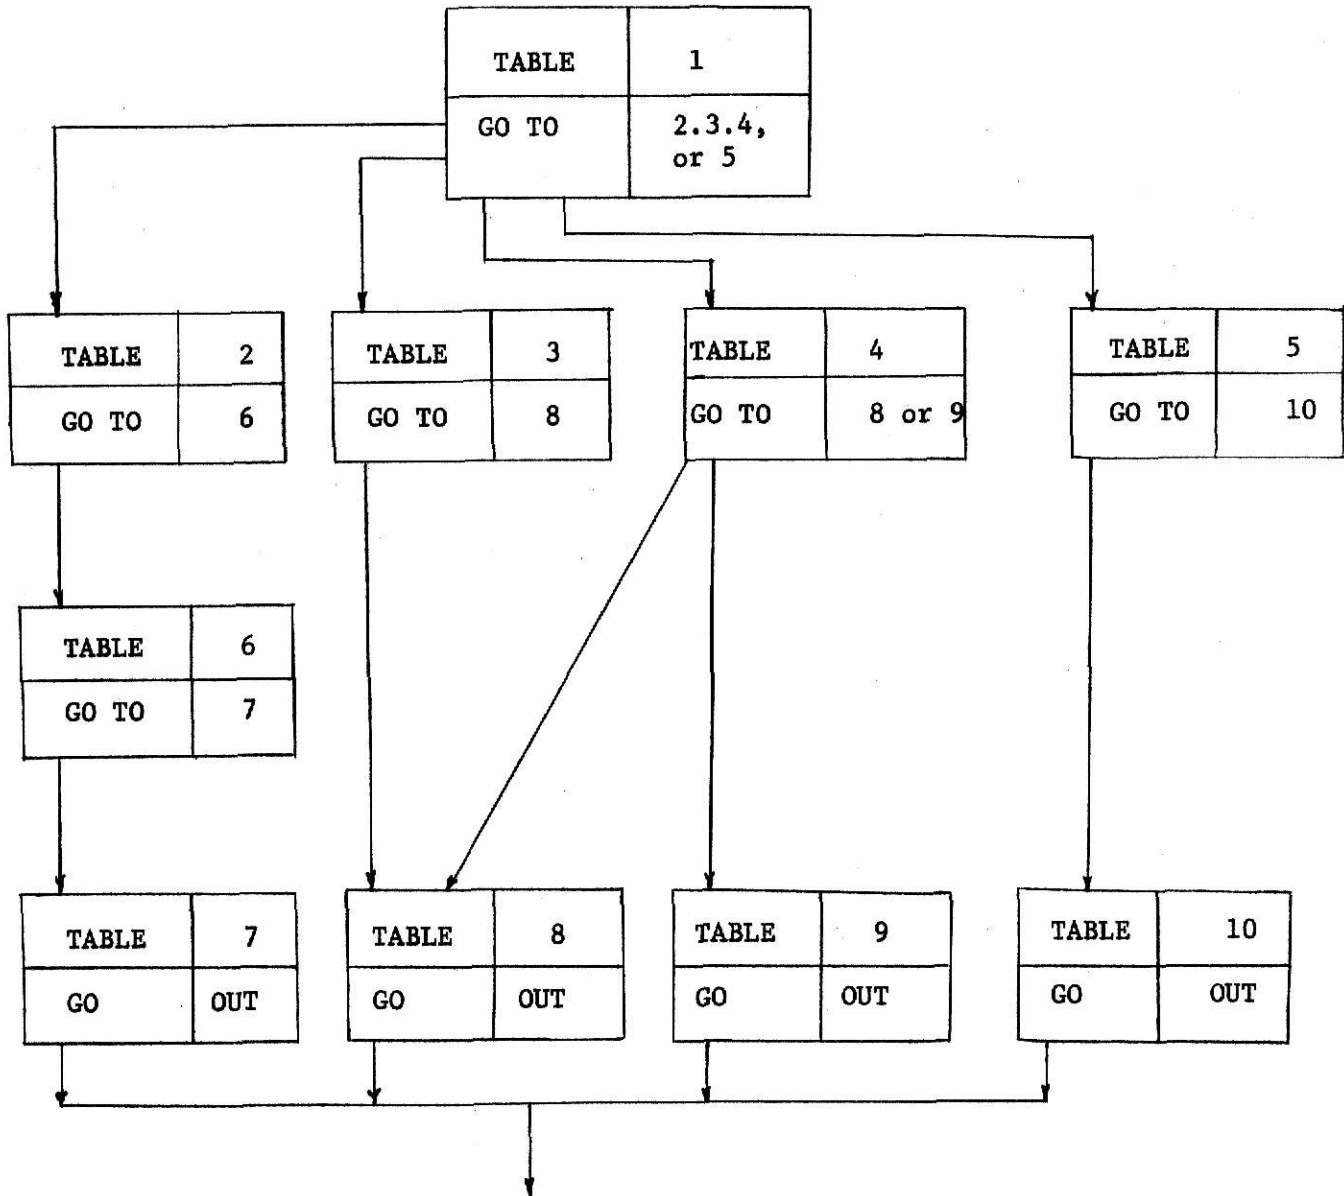 TABLE 1
GO TO 2.3.4,
or 5
TABLE 2
GO TO 6
TABLE 3
GO TO 8
TABLE 4
GO TO 8 or 9
TABLE 5
GO TO 10
TABLE 6
GO TO 7
TABLE 7
GO OUT
TABLE 8
GO OUT
TABLE 9
GO OUT
TABLE 10
GO OUT